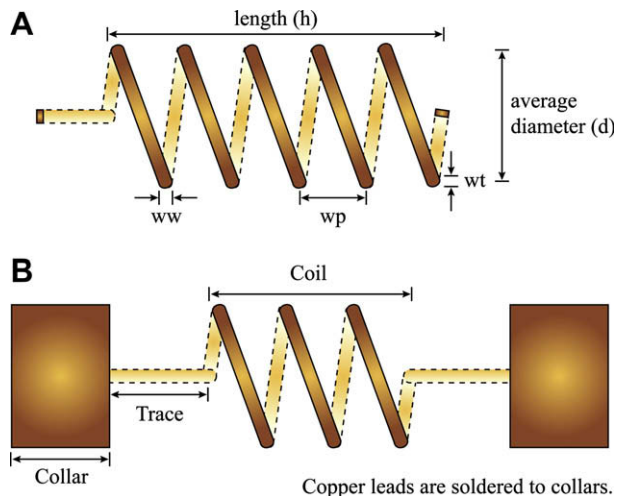 A
length (h)
average
diameter (d)
wt
ww
wp
B
Coil
Trace
Collar
Copper leads are soldered to collars.